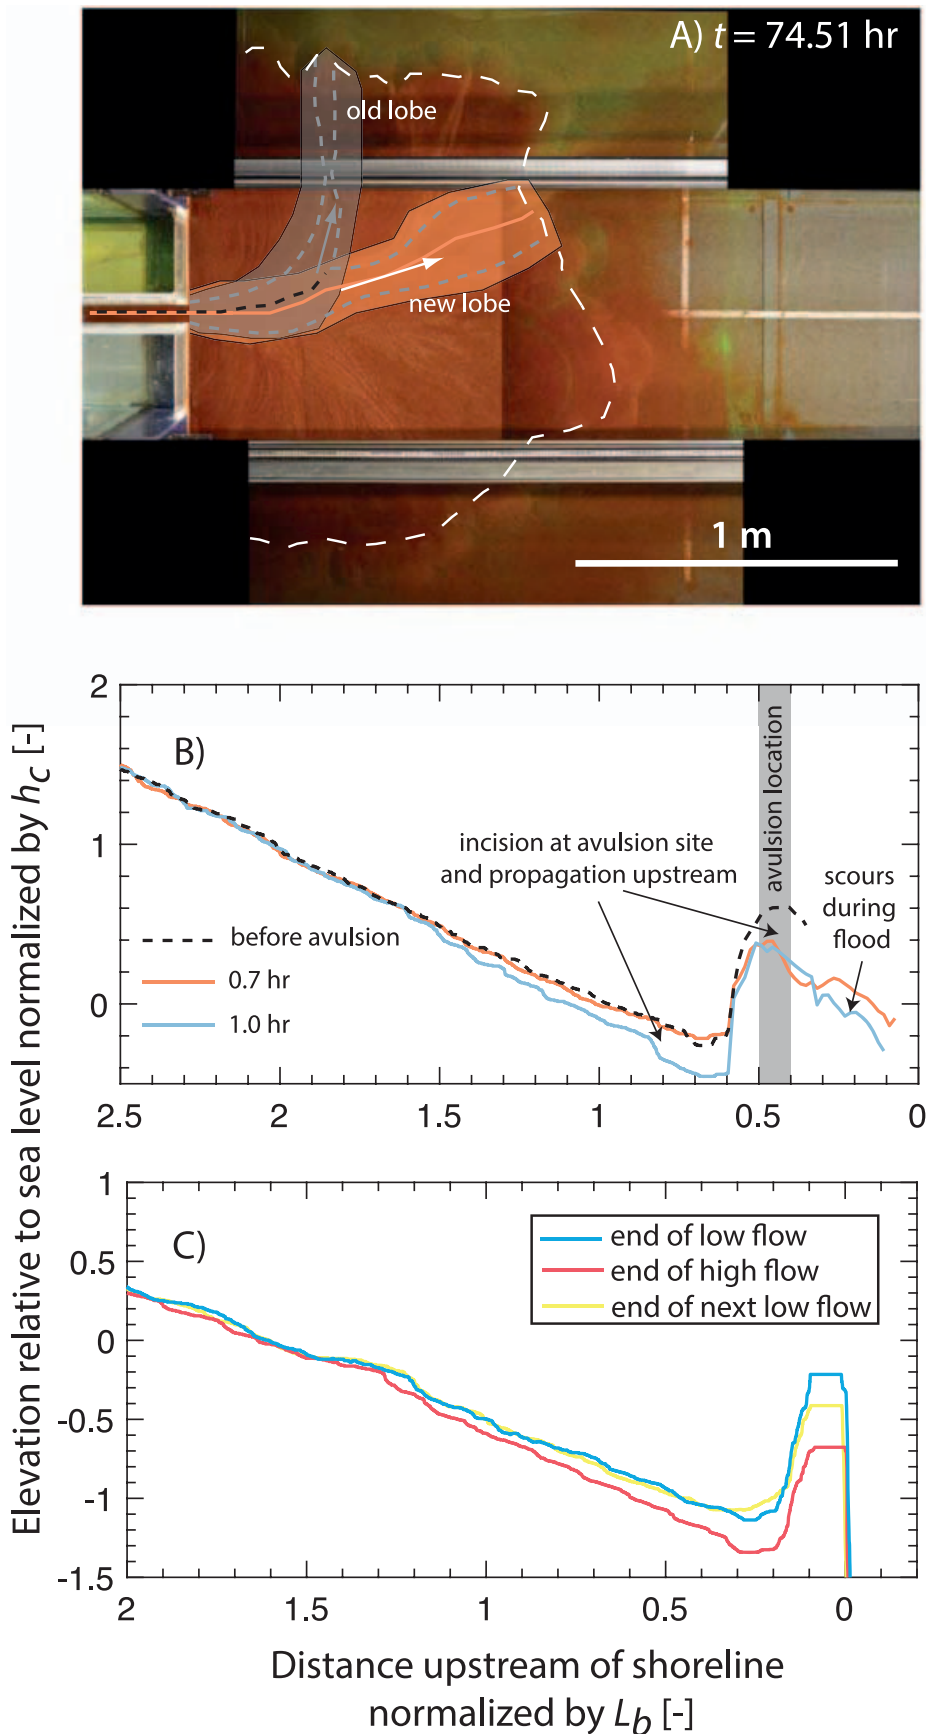 A) t = 74.51 hr
old lobe
new lobe
1 m
Elevation relative to sea level normalized by hc [-]
B)
2
1
0
avulsion location
incision at avulsion site
and propagation upstream
scours
during
flood
before avulsion
0.7 hr
1.0 hr
2.5
2
1.5
1
0.5
0
C)
1
0.5
0
-0.5
-1
-1.5
end of low flow
end of high flow
end of next low flow
2
1.5
1
0.5
0
Distance upstream of shoreline
normalized by Lb [-]